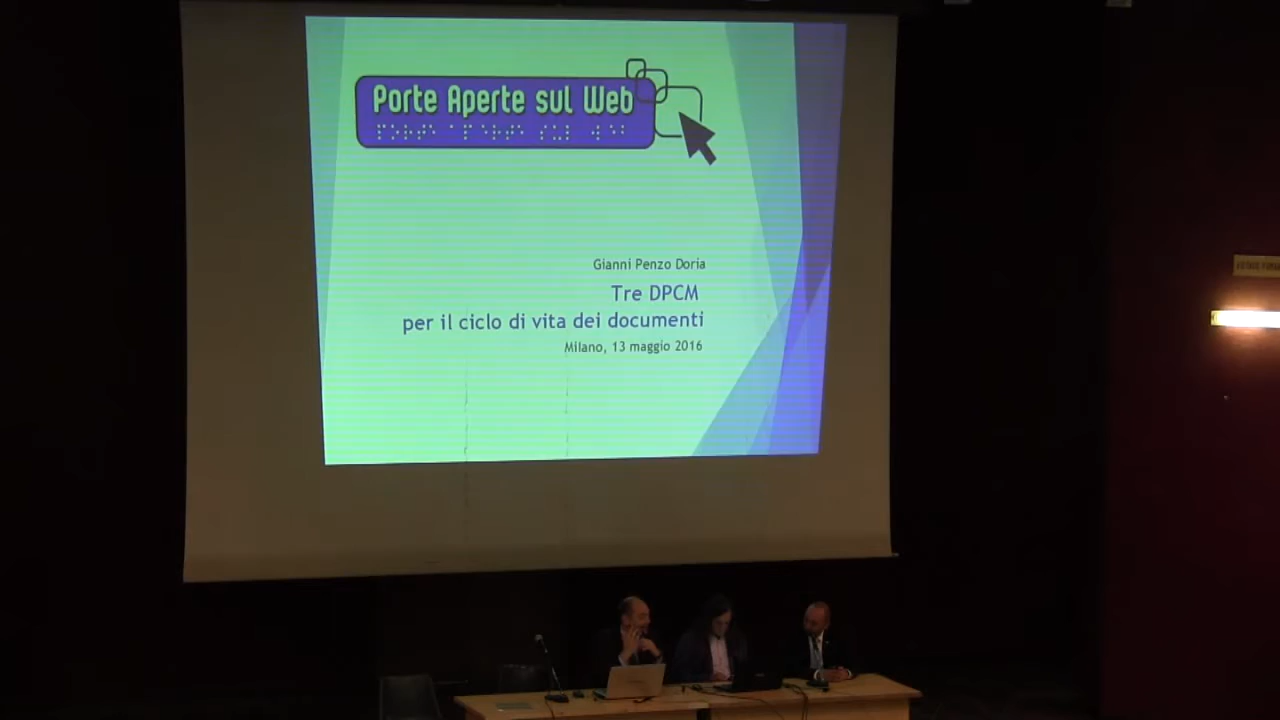 Porte Aperte sul Web
⠏⠕⠗⠞⠑ ⠁⠏⠑⠗⠞⠑ ⠎⠥⠇ ⠺⠑⠃
Gianni Penzo Doria
Tre DPCM
per il ciclo di vita dei documenti
Milano, 13 maggio 2016